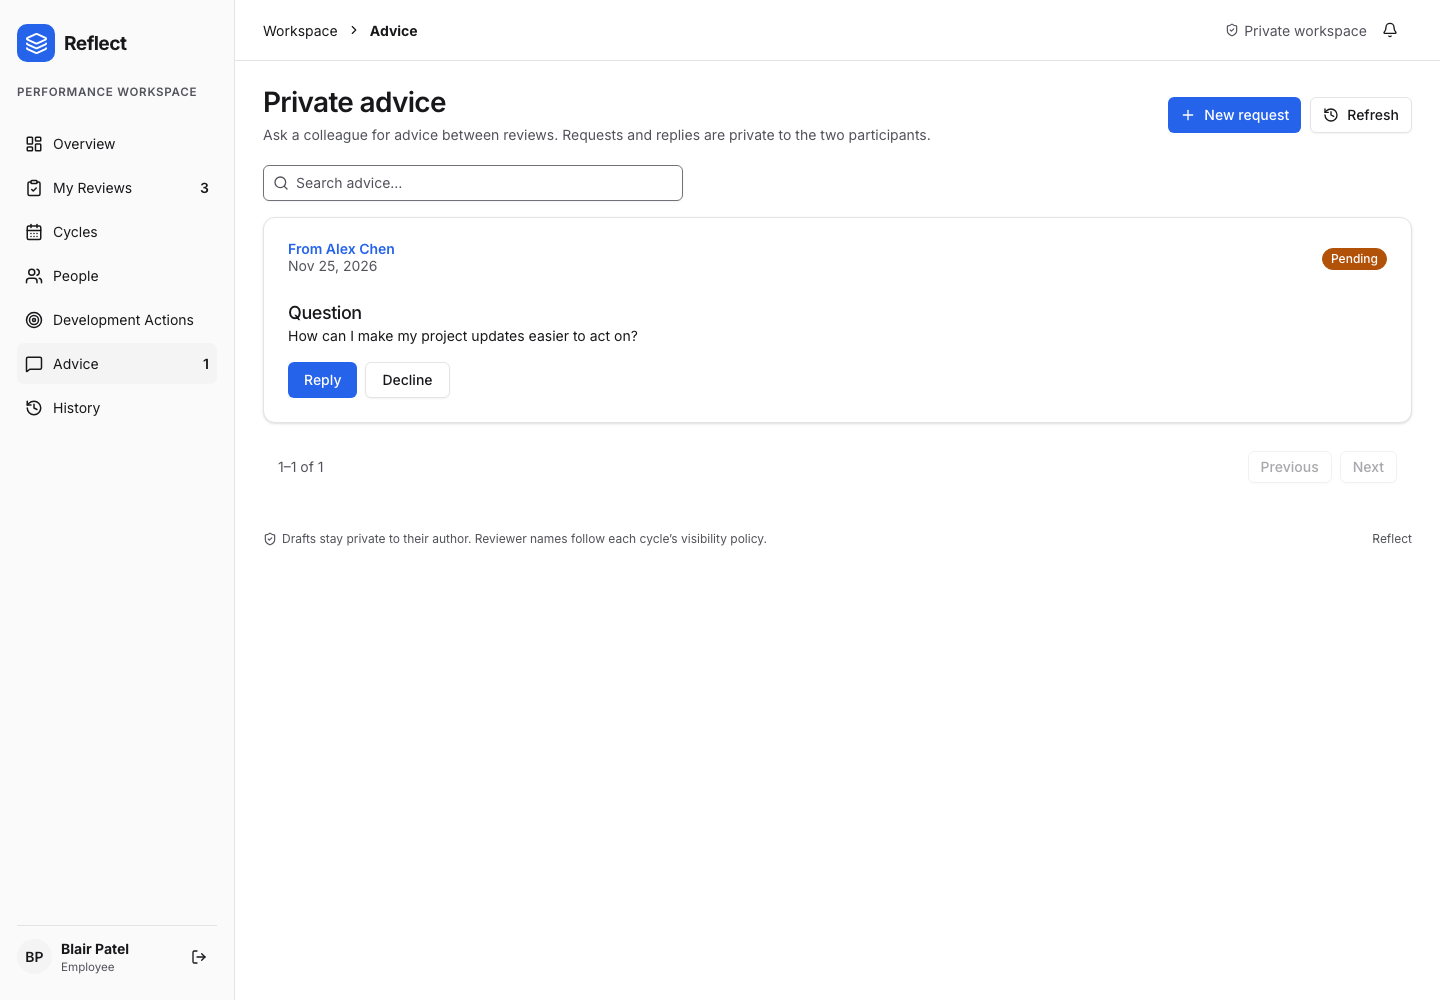 Reflect
PERFORMANCE WORKSPACE
Overview
My Reviews 3
Cycles
People
Development Actions
Advice 1
History
BP
Blair Patel
Employee
Workspace > Advice
Private workspace
Private advice
Ask a colleague for advice between reviews. Requests and replies are private to the two participants.
New request
Refresh
Search advice...
From Alex Chen
Nov 25, 2026
Pending
Question
How can I make my project updates easier to act on?
Reply
Decline
1–1 of 1
Previous
Next
Drafts stay private to their author. Reviewer names follow each cycle’s visibility policy.
Reflect